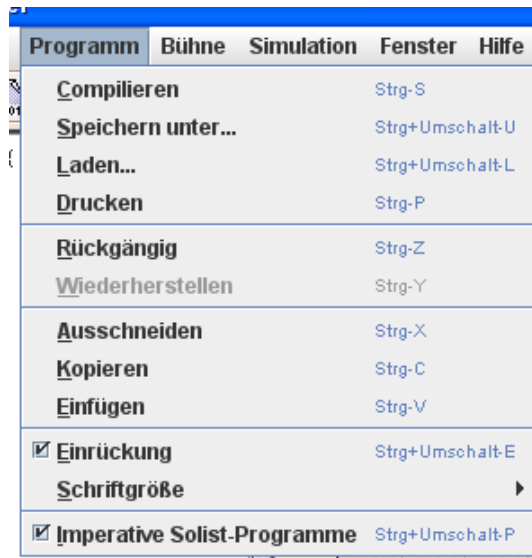 Programm Bühne Simulation Fenster Hilfe
Compilieren Strg-S
Speichern unter... Strg+Umschalt-U
Laden... Strg+Umschalt-L
Drucken Strg-P
Rückgängig Strg-Z
Wiederherstellen Strg-Y
Ausschneiden Strg-X
Kopieren Strg-C
Einfügen Strg-V
Einrückung Strg+Umschalt-E
Schriftgröße
Imperative Solist-Programme Strg+Umschalt-P